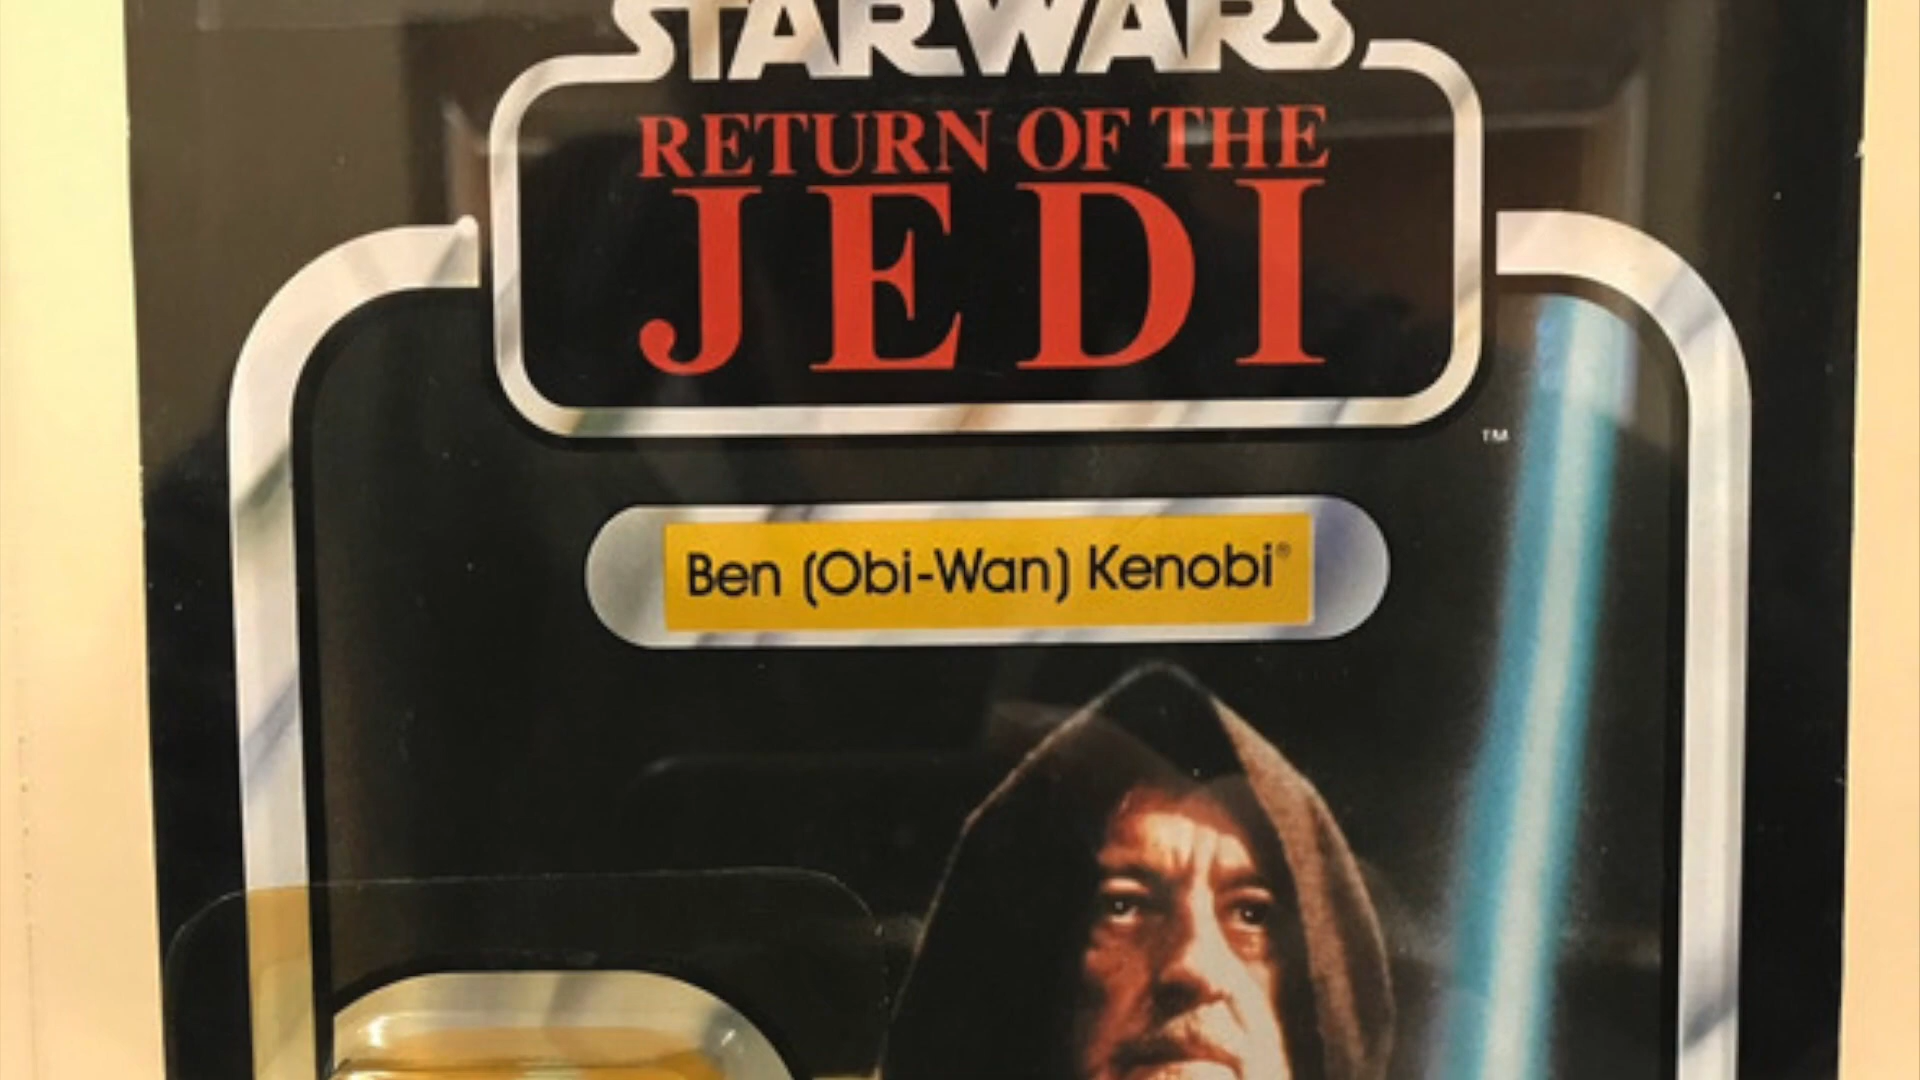 STAR WARS
RETURN OF THE
JEDI
TM
Ben (Obi-Wan) Kenobi®